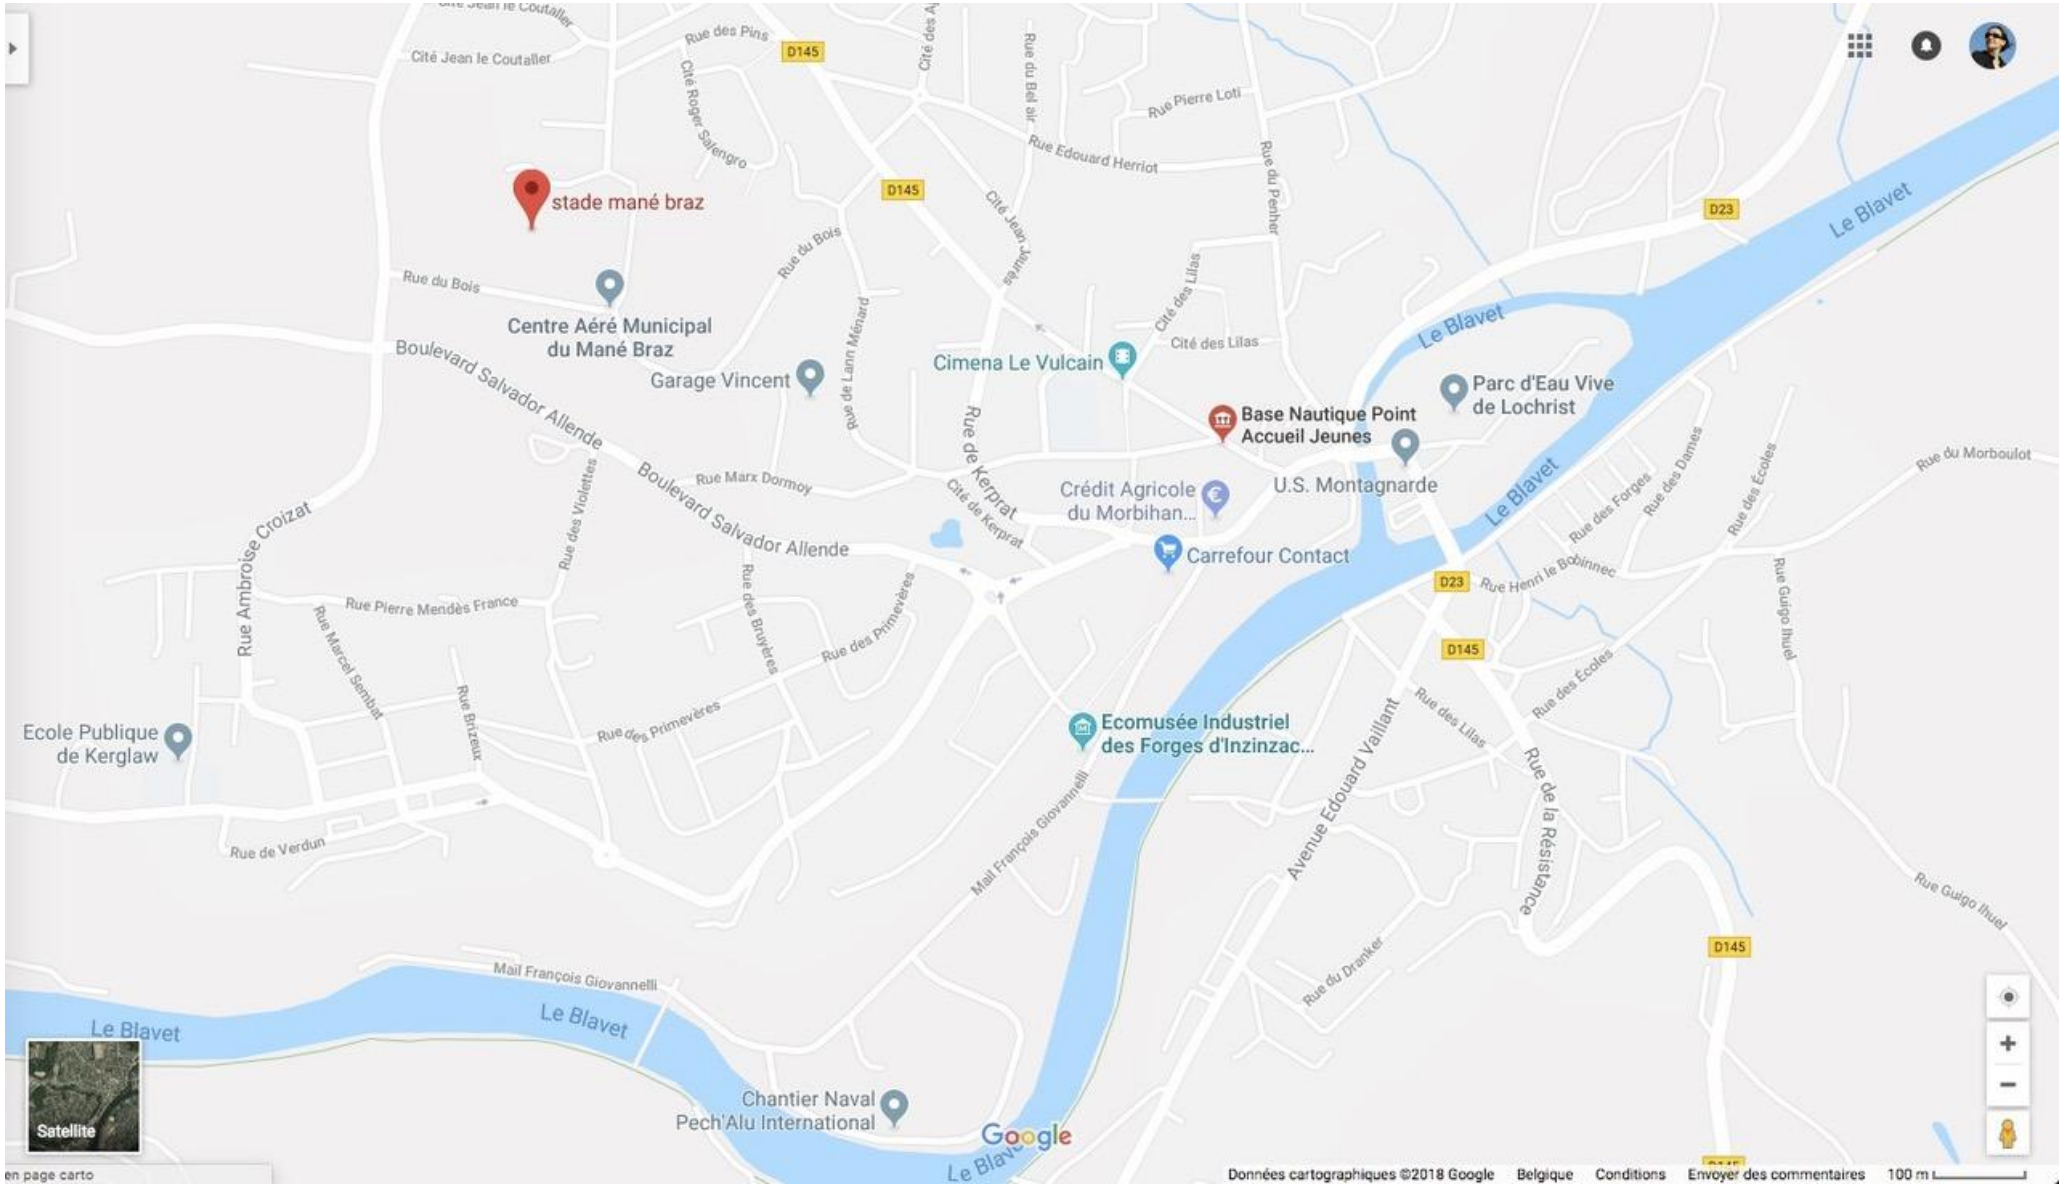 Cité Jean le Coutaller
Cité Jean le Coutaller
Rue des Pins
D145
Cité des A
Rue du Bel air
Rue Pierre Loti
Cité Roger Salengro
Rue Edouard Herriot
Rue du Penher
D145
stade mané braz
D23
Le Blavet
Cité Jean Jaurès
Rue du Bois
Rue du Bois
Cité des Lilas
Centre Aéré Municipal
du Mané Braz
Rue de Lann Ménard
Le Blavet
Cité des Lilas
Boulevard Salvador Allende
Garage Vincent
Cimena Le Vulcain
Parc d'Eau Vive
de Lochrist
Base Nautique Point
Accueil Jeunes
Rue de Kerprat
Rue des Dames
Rue des Écoles
Rue du Morboulot
Rue Marx Dormoy
Boulevard Salvador Allende
Cité de Kerprat
Crédit Agricole
du Morbihan...
U.S. Montagnarde
Le Blavet
Rue des Forges
Rue des Violettes
Rue Ambroise Croizat
Carrefour Contact
D23
Rue Henri le Bobinnec
Rue Guigo Ihuel
Rue Pierre Mendès France
Rue Marcel Sembat
Rue des Bruyères
Rue des Primevères
D145
Rue des Écoles
Rue des Lilas
Rue Brizeux
Rue des Primevères
Ecole Publique
de Kerglaw
Ecomusée Industriel
des Forges d'Inzinzac...
Avenue Edouard Vaillant
Rue de la Résistance
Mail François Giovannelli
Rue de Verdun
Rue Guigo Ihuel
D145
Rue du Dranker
Mail François Giovannelli
Le Blavet
Le Blavet
Chantier Naval
Pech'Alu International
Satellite
Google
Le Blavet
D145
en page carto
Données cartographiques ©2018 Google Belgique Conditions Envoyer des commentaires 100 m